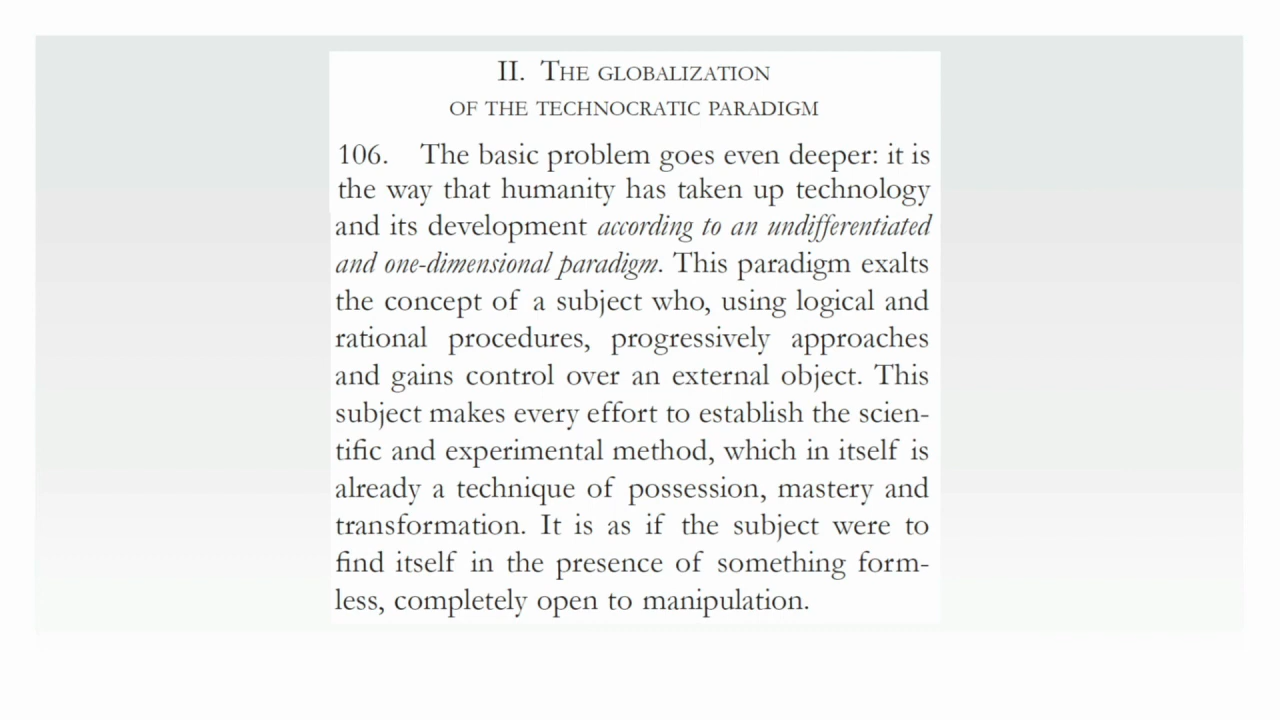 II. The globalization
of the technocratic paradigm
106. The basic problem goes even deeper: it is
the way that humanity has taken up technology
and its development according to an undifferentiated
and one-dimensional paradigm. This paradigm exalts
the concept of a subject who, using logical and
rational procedures, progressively approaches
and gains control over an external object. This
subject makes every effort to establish the scien-
tific and experimental method, which in itself is
already a technique of possession, mastery and
transformation. It is as if the subject were to
find itself in the presence of something form-
less, completely open to manipulation.